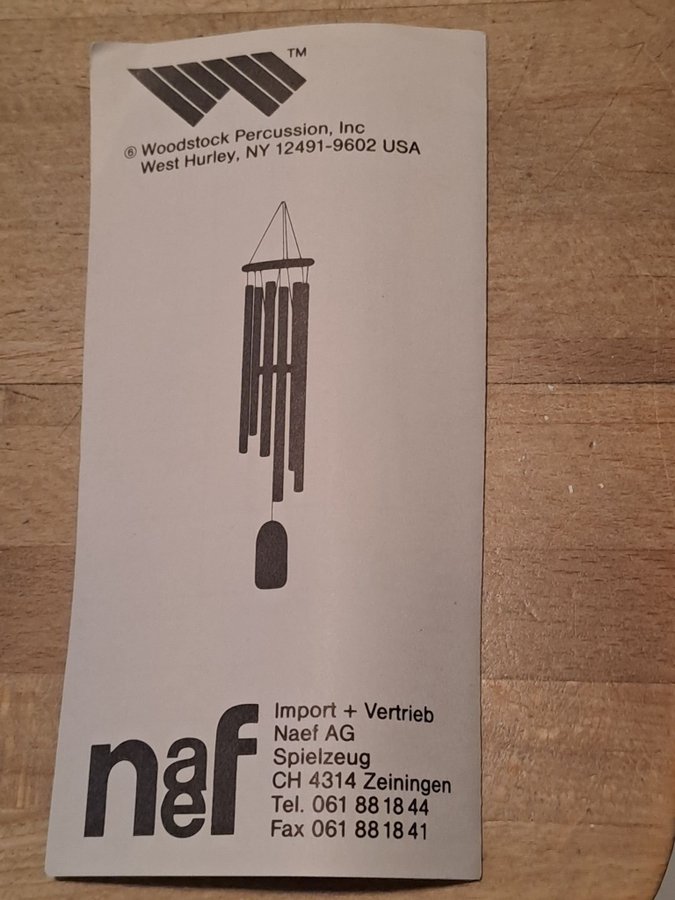 TM
© Woodstock Percussion, Inc
West Hurley, NY 12491-9602 USA
naef
Import + Vertrieb
Naef AG
Spielzeug
CH 4314 Zeiningen
Tel. 061 88 18 44
Fax 061 88 18 41